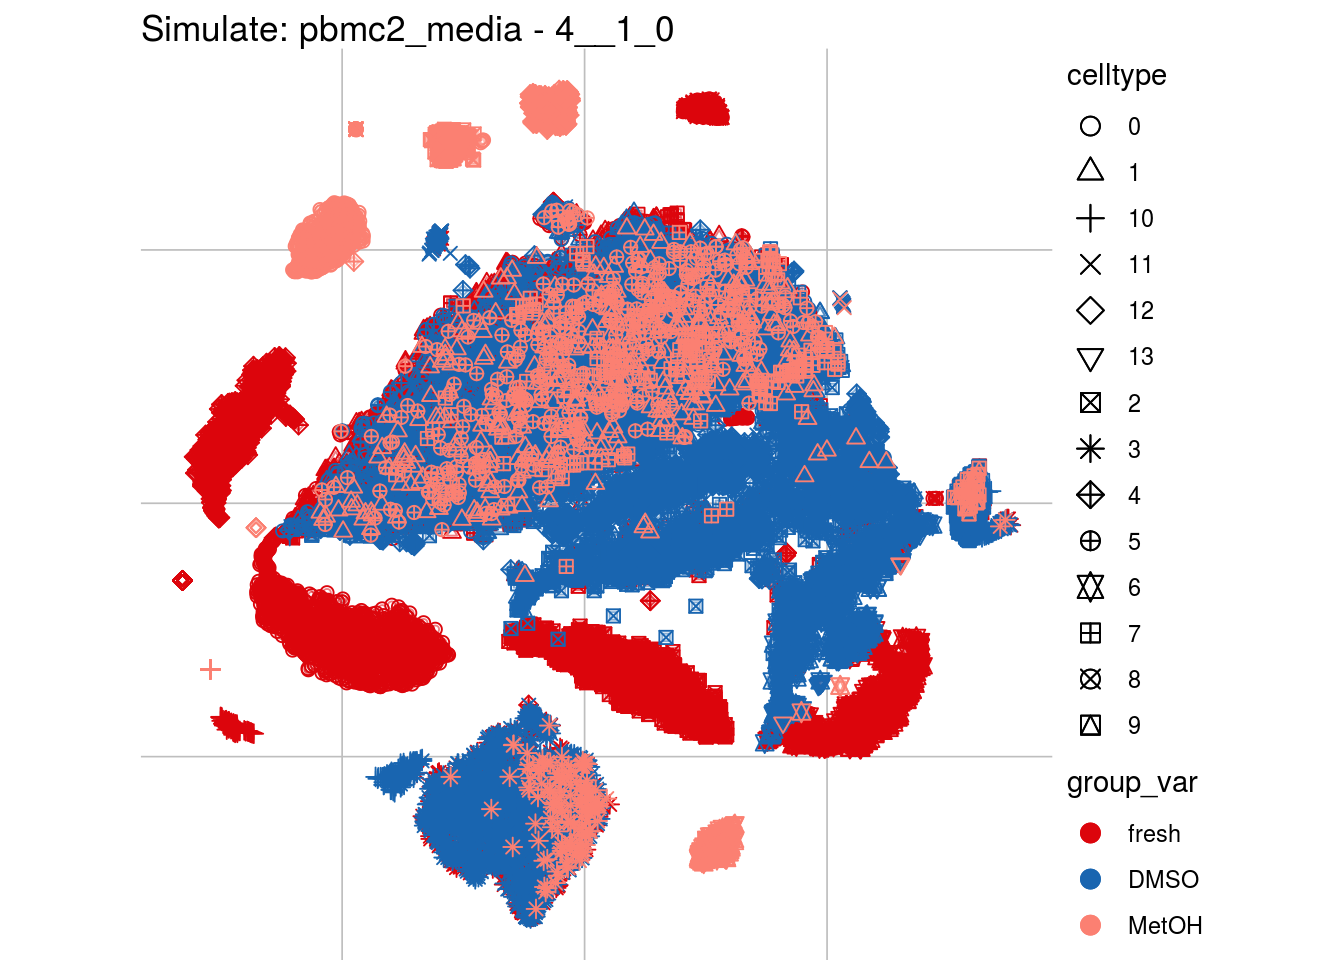 Simulate: pbmc2_media - 4__1_0
celltype
0
1
10
11
12
13
2
3
4
5
6
7
8
9
group_var
fresh
DMSO
MetOH